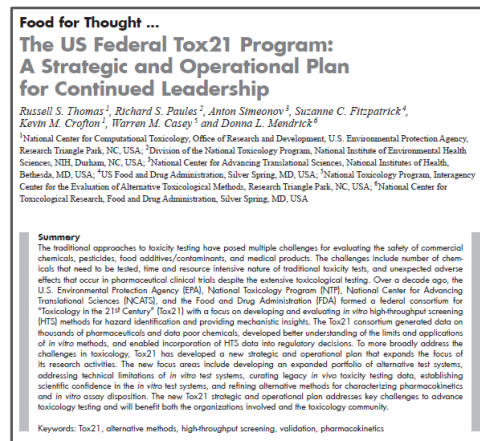 Food for Thought ...
The US Federal Tox21 Program:
A Strategic and Operational Plan
for Continued Leadership
Russell S. Thomas 1, Richard S. Paules 2, Anton Simeonov 3, Suzanne C. Fitzpatrick 4,
Kevin M. Crofton 1, Warren M. Casey 5 and Donna L. Mendrick 6
1National Center for Computational Toxicology, Office of Research and Development, U.S. Environmental Protection Agency,
Research Triangle Park, NC, USA; 2Division of the National Toxicology Program, National Institute of Environmental Health
Sciences, NIH, Durham, NC, USA; 3National Center for Advancing Translational Sciences, National Institutes of Health,
Bethesda, MD, USA; 4US Food and Drug Administration, Silver Spring, MD, USA; 5National Toxicology Program, Interagency
Center for the Evaluation of Alternative Toxicological Methods, Research Triangle Park, NC, USA; 6National Center for
Toxicological Research, Food and Drug Administration, Silver Spring, MD, USA
Summary
The traditional approaches to toxicity testing have posed multiple challenges for evaluating the safety of commercial
chemicals, pesticides, food additives/contaminants, and medical products. The challenges include number of chem-
icals that need to be tested, time and resource intensive nature of traditional toxicity tests, and unexpected adverse
effects that occur in pharmaceutical clinical trials despite the extensive toxicological testing. Over a decade ago, the
U.S. Environmental Protection Agency (EPA), National Toxicology Program (NTP), National Center for Advancing
Translational Sciences (NCATS), and the Food and Drug Administration (FDA) formed a federal consortium for
"Toxicology in the 21st Century" (Tox21) with a focus on developing and evaluating in vitro high-throughput screening
(HTS) methods for hazard identification and providing mechanistic insights. The Tox21 consortium generated data on
thousands of pharmaceuticals and data poor chemicals, developed better understanding of the limits and applications
of in vitro methods, and enabled incorporation of HTS data into regulatory decisions. To more broadly address the
challenges in toxicology, Tox21 has developed a new strategic and operational plan that expands the focus of
its research activities. The new focus areas include developing an expanded portfolio of alternative test systems,
addressing technical limitations of in vitro test systems, curating legacy in vivo toxicity testing data, establishing
scientific confidence in the in vitro test systems, and refining alternative methods for characterizing pharmacokinetics
and in vitro assay disposition. The new Tox21 strategic and operational plan addresses key challenges to advance
toxicology testing and will benefit both the organizations involved and the toxicology community.
Keywords: Tox21, alternative methods, high-throughput screening, validation, pharmacokinetics